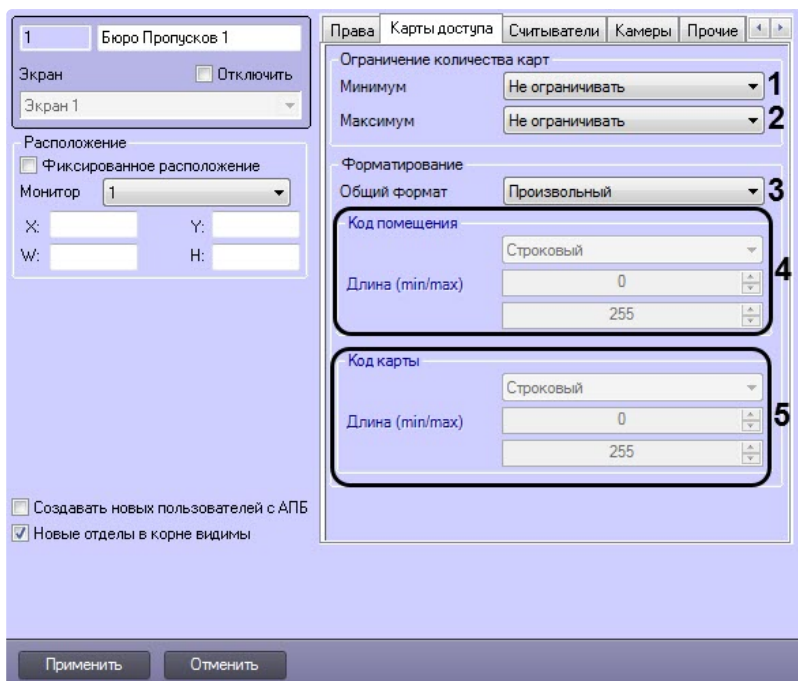 1 Бюро Пропусков 1
Экран Отключить
Экран 1
Расположение
Фиксированное расположение
Монитор 1
X: Y:
W: H:
Создавать новых пользователей с АПБ
Новые отделы в корне видимы
Права Карты доступа Считыватели Камеры Прочие
Ограничение количества карт
Минимум Не ограничивать 1
Максимум Не ограничивать 2
Форматирование
Общий формат Произвольный 3
Код помещения
Строковый
4
Длина (min/max) 0
255
Код карты
Строковый
Длина (min/max) 0 5
255
Применить Отменить